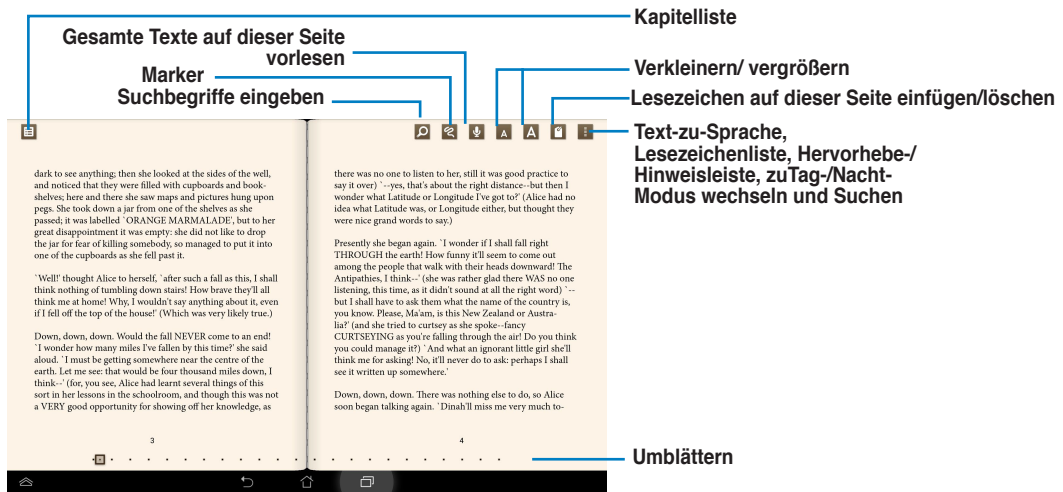 Kapitelliste
Gesamte Texte auf dieser Seite
vorlesen
Marker
Suchbegriffe eingeben
Verkleinern/ vergrößern
Lesezeichen auf dieser Seite einfügen/löschen
Text-zu-Sprache,
Lesezeichenliste, Hervorhebe-/
Hinweisleiste, zuTag-/Nacht-
Modus wechseln und Suchen
A
A
dark to see anything; then she looked at the sides of the well,
and noticed that they were filled with cupboards and book-
shelves; here and there she saw maps and pictures hung upon
pegs. She took down a jar from one of the shelves as she
passed; it was labelled `ORANGE MARMALADE', but to her
great disappointment it was empty: she did not like to drop
the jar for fear of killing somebody, so managed to put it into
one of the cupboards as she fell past it.
`Well!' thought Alice to herself, `after such a fall as this, I shall
think nothing of tumbling down stairs! How brave they'll all
think me at home! Why, I wouldn't say anything about it, even
if I fell off the top of the house!' (Which was very likely true.)
Down, down, down. Would the fall NEVER come to an end!
`I wonder how many miles I've fallen by this time?' she said
aloud. `I must be getting somewhere near the centre of the
earth. Let me see: that would be four thousand miles down, I
think--' (for, you see, Alice had learnt several things of this
sort in her lessons in the schoolroom, and though this was not
a VERY good opportunity for showing off her knowledge, as
3
there was no one to listen to her, still it was good practice to
say it over) `--yes, that's about the right distance--but then I
wonder what Latitude or Longitude I've got to?' (Alice had no
idea what Latitude was, or Longitude either, but thought they
were nice grand words to say.)
Presently she began again. `I wonder if I shall fall right
THROUGH the earth! How funny it'll seem to come out
among the people that walk with their heads downward! The
Antipathies, I think--' (she was rather glad there WAS no one
listening, this time, as it didn't sound at all the right word) `--
but I shall have to ask them what the name of the country is,
you know. Please, Ma'am, is this New Zealand or Austra-
lia?' (and she tried to curtsey as she spoke--fancy
CURTSEYING as you're falling through the air! Do you think
you could manage it?) `And what an ignorant little girl she'll
think me for asking! No, it'll never do to ask: perhaps I shall
see it written up somewhere.'
Down, down, down. There was nothing else to do, so Alice
soon began talking again. `Dinah'll miss me very much to-
4
Umblättern